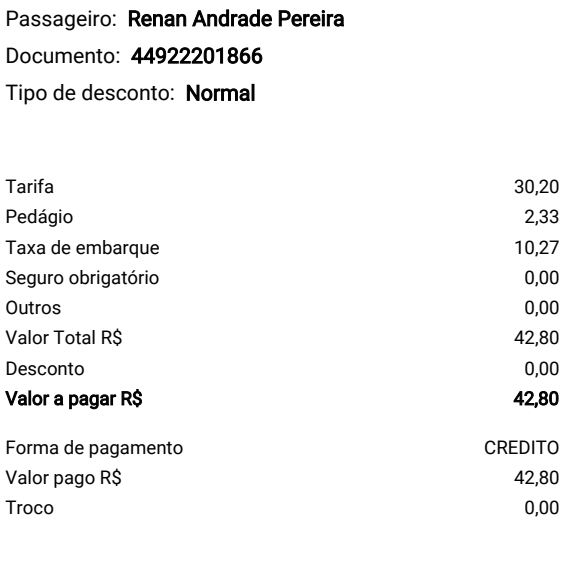 Passageiro: Renan Andrade Pereira
Documento: 44922201866
Tipo de desconto: Normal
Tarifa 30,20
Pedágio 2,33
Taxa de embarque 10,27
Seguro obrigatório 0,00
Outros 0,00
Valor Total R$ 42,80
Desconto 0,00
Valor a pagar R$ 42,80
Forma de pagamento CREDITO
Valor pago R$ 42,80
Troco 0,00